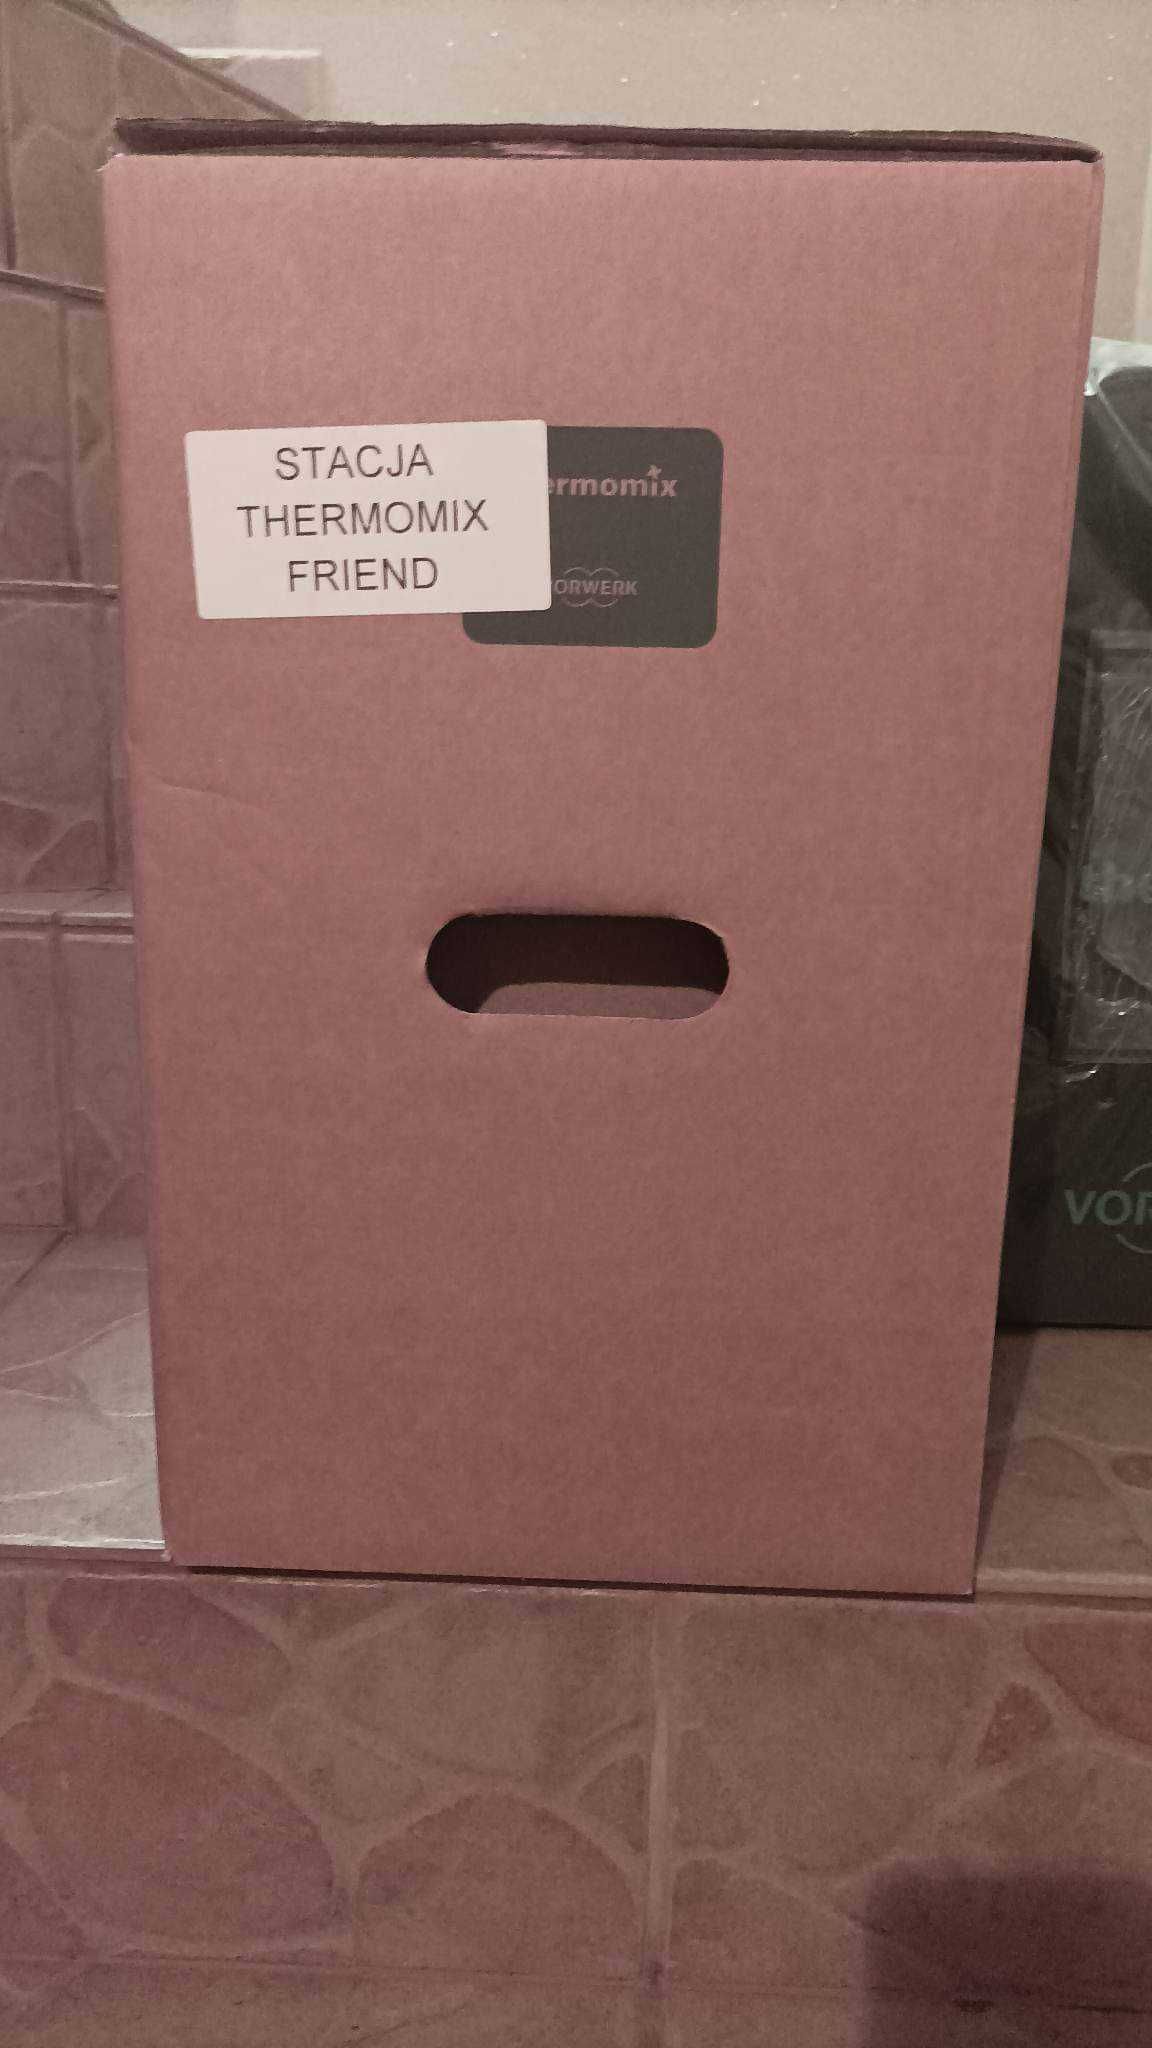 STACJA
THERMOMIX
FRIEND
ermomix
ORWERK
VOR